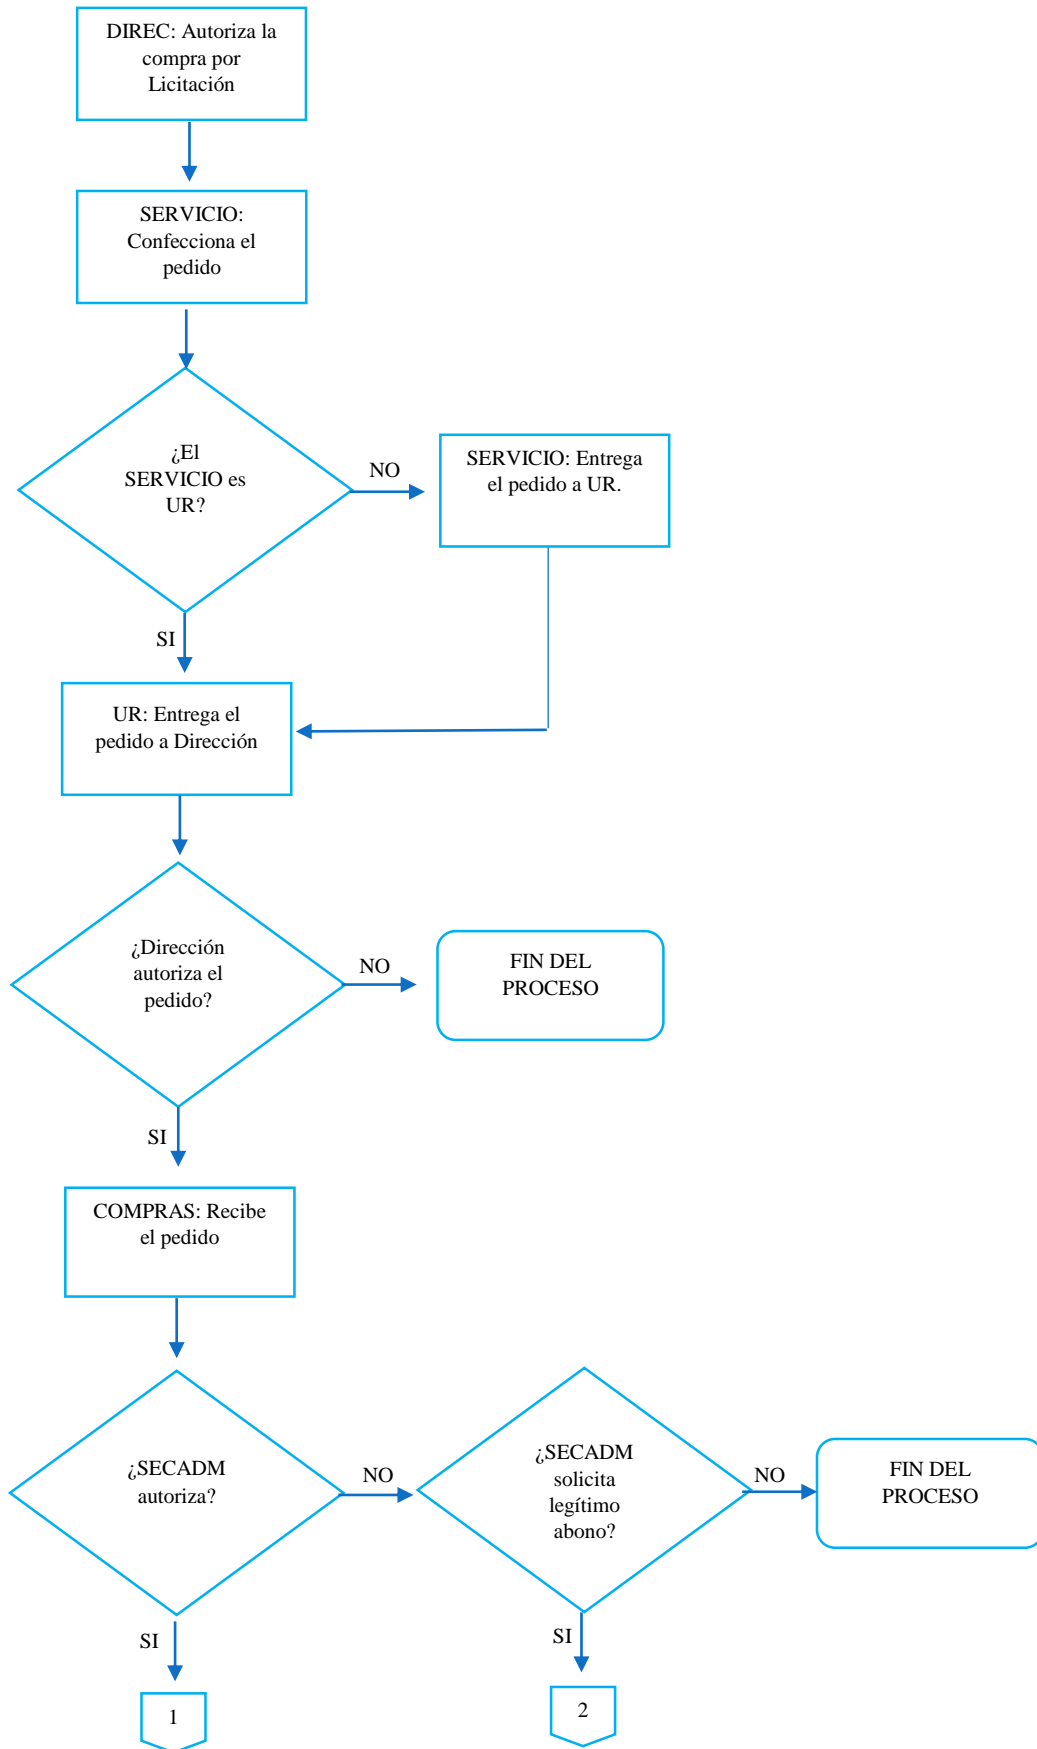 DIREC: Autoriza la
compra por
Licitación
SERVICIO:
Confecciona el
pedido
¿El
SERVICIO es
UR?
NO
SERVICIO: Entrega
el pedido a UR.
SI
UR: Entrega el
pedido a Dirección
¿Dirección
autoriza el
pedido?
NO
FIN DEL
PROCESO
SI
COMPRAS: Recibe
el pedido
¿SECADM
autoriza?
NO
¿SECADM
solicita
legítimo
abono?
NO
FIN DEL
PROCESO
SI
SI
1
2